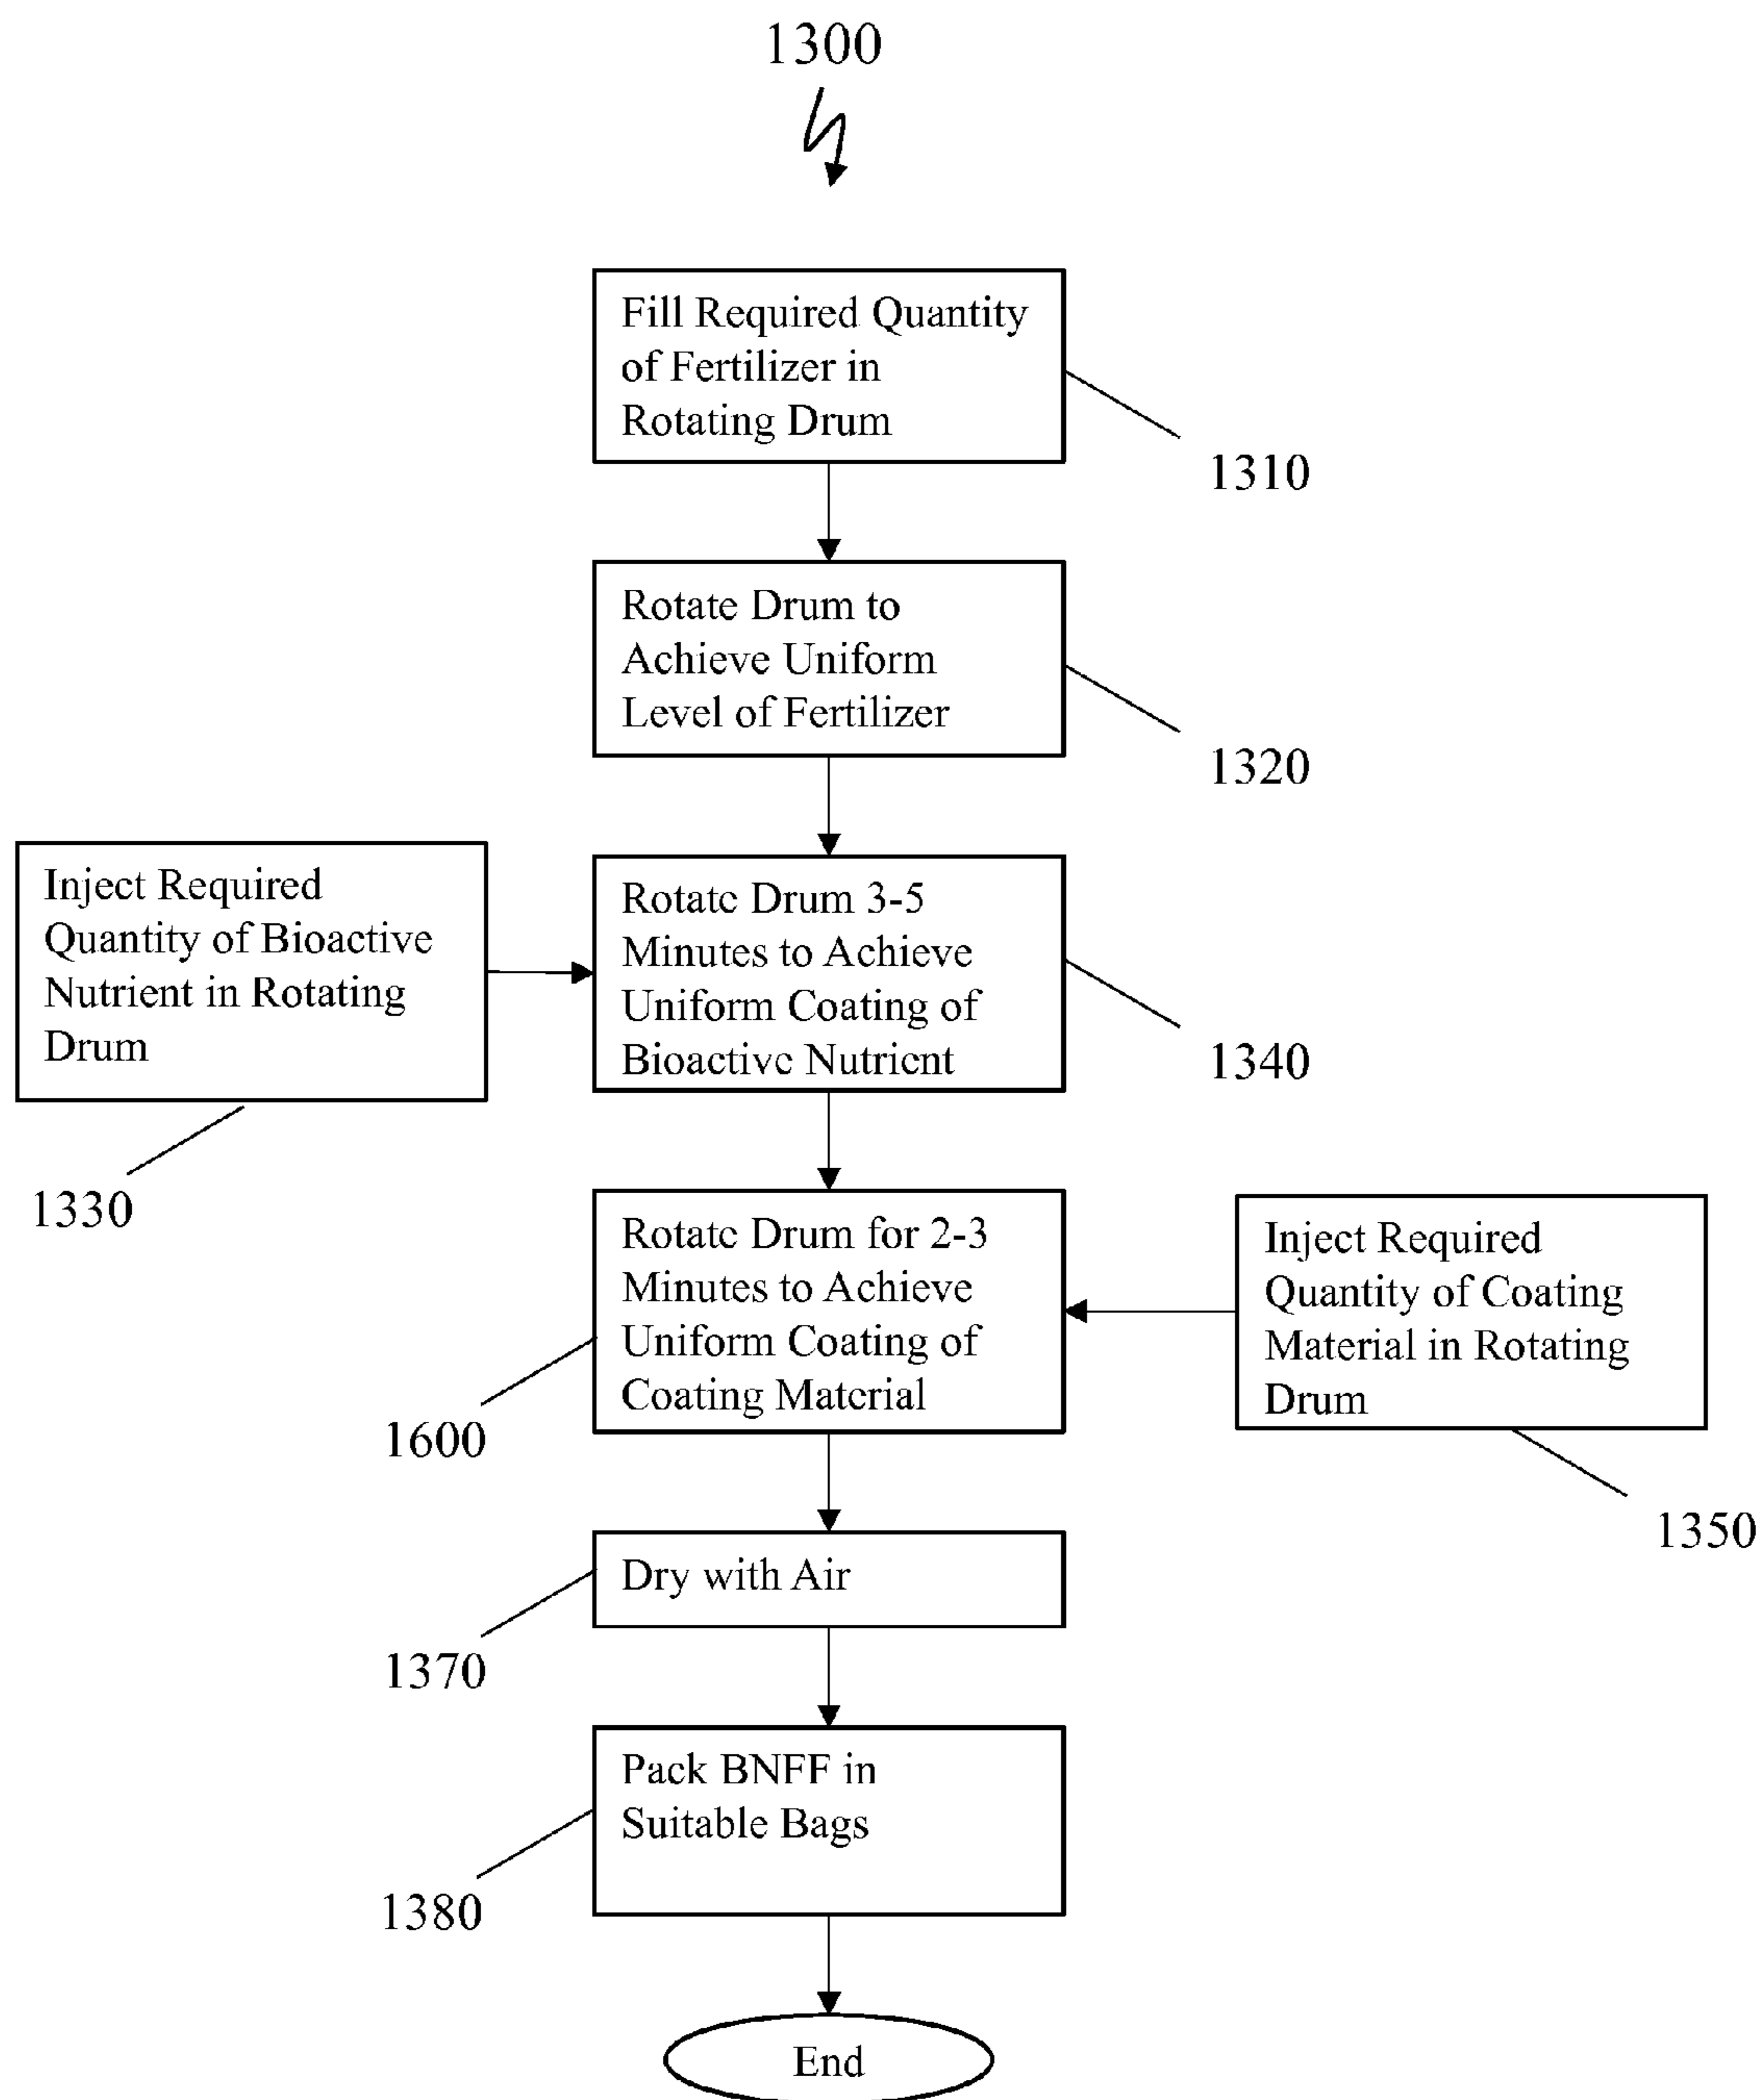 1300
Fill Required Quantity
of Fertilizer in
Rotating Drum
1310
Rotate Drum to
Achieve Uniform
Level of Fertilizer
1320
Inject Required
Quantity of Bioactive
Nutrient in Rotating
Drum
1330
Rotate Drum 3-5
Minutes to Achieve
Uniform Coating of
Bioactive Nutrient
1340
Rotate Drum for 2-3
Minutes to Achieve
Uniform Coating of
Coating Material
1600
Inject Required
Quantity of Coating
Material in Rotating
Drum
1350
Dry with Air
1370
Pack BNFF in
Suitable Bags
1380
End